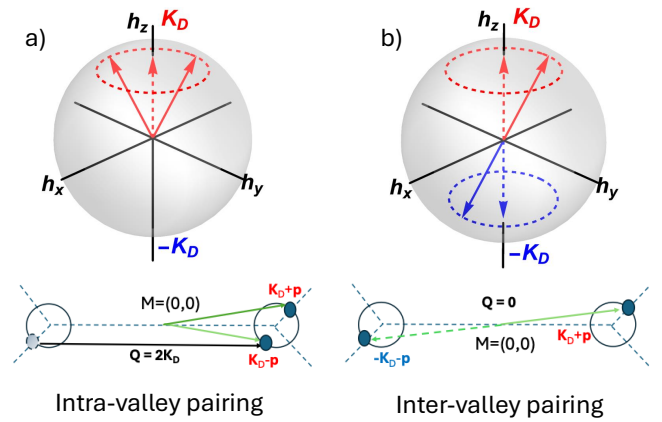 a)
h_z K_D
h_x
h_y
-K_D
M=(0,0)
K_D+p
Q = 2K_D
K_D-p
Intra-valley pairing
b)
h_z K_D
h_x
h_y
-K_D
Q = 0
K_D+p
-K_D-p
M=(0,0)
Inter-valley pairing